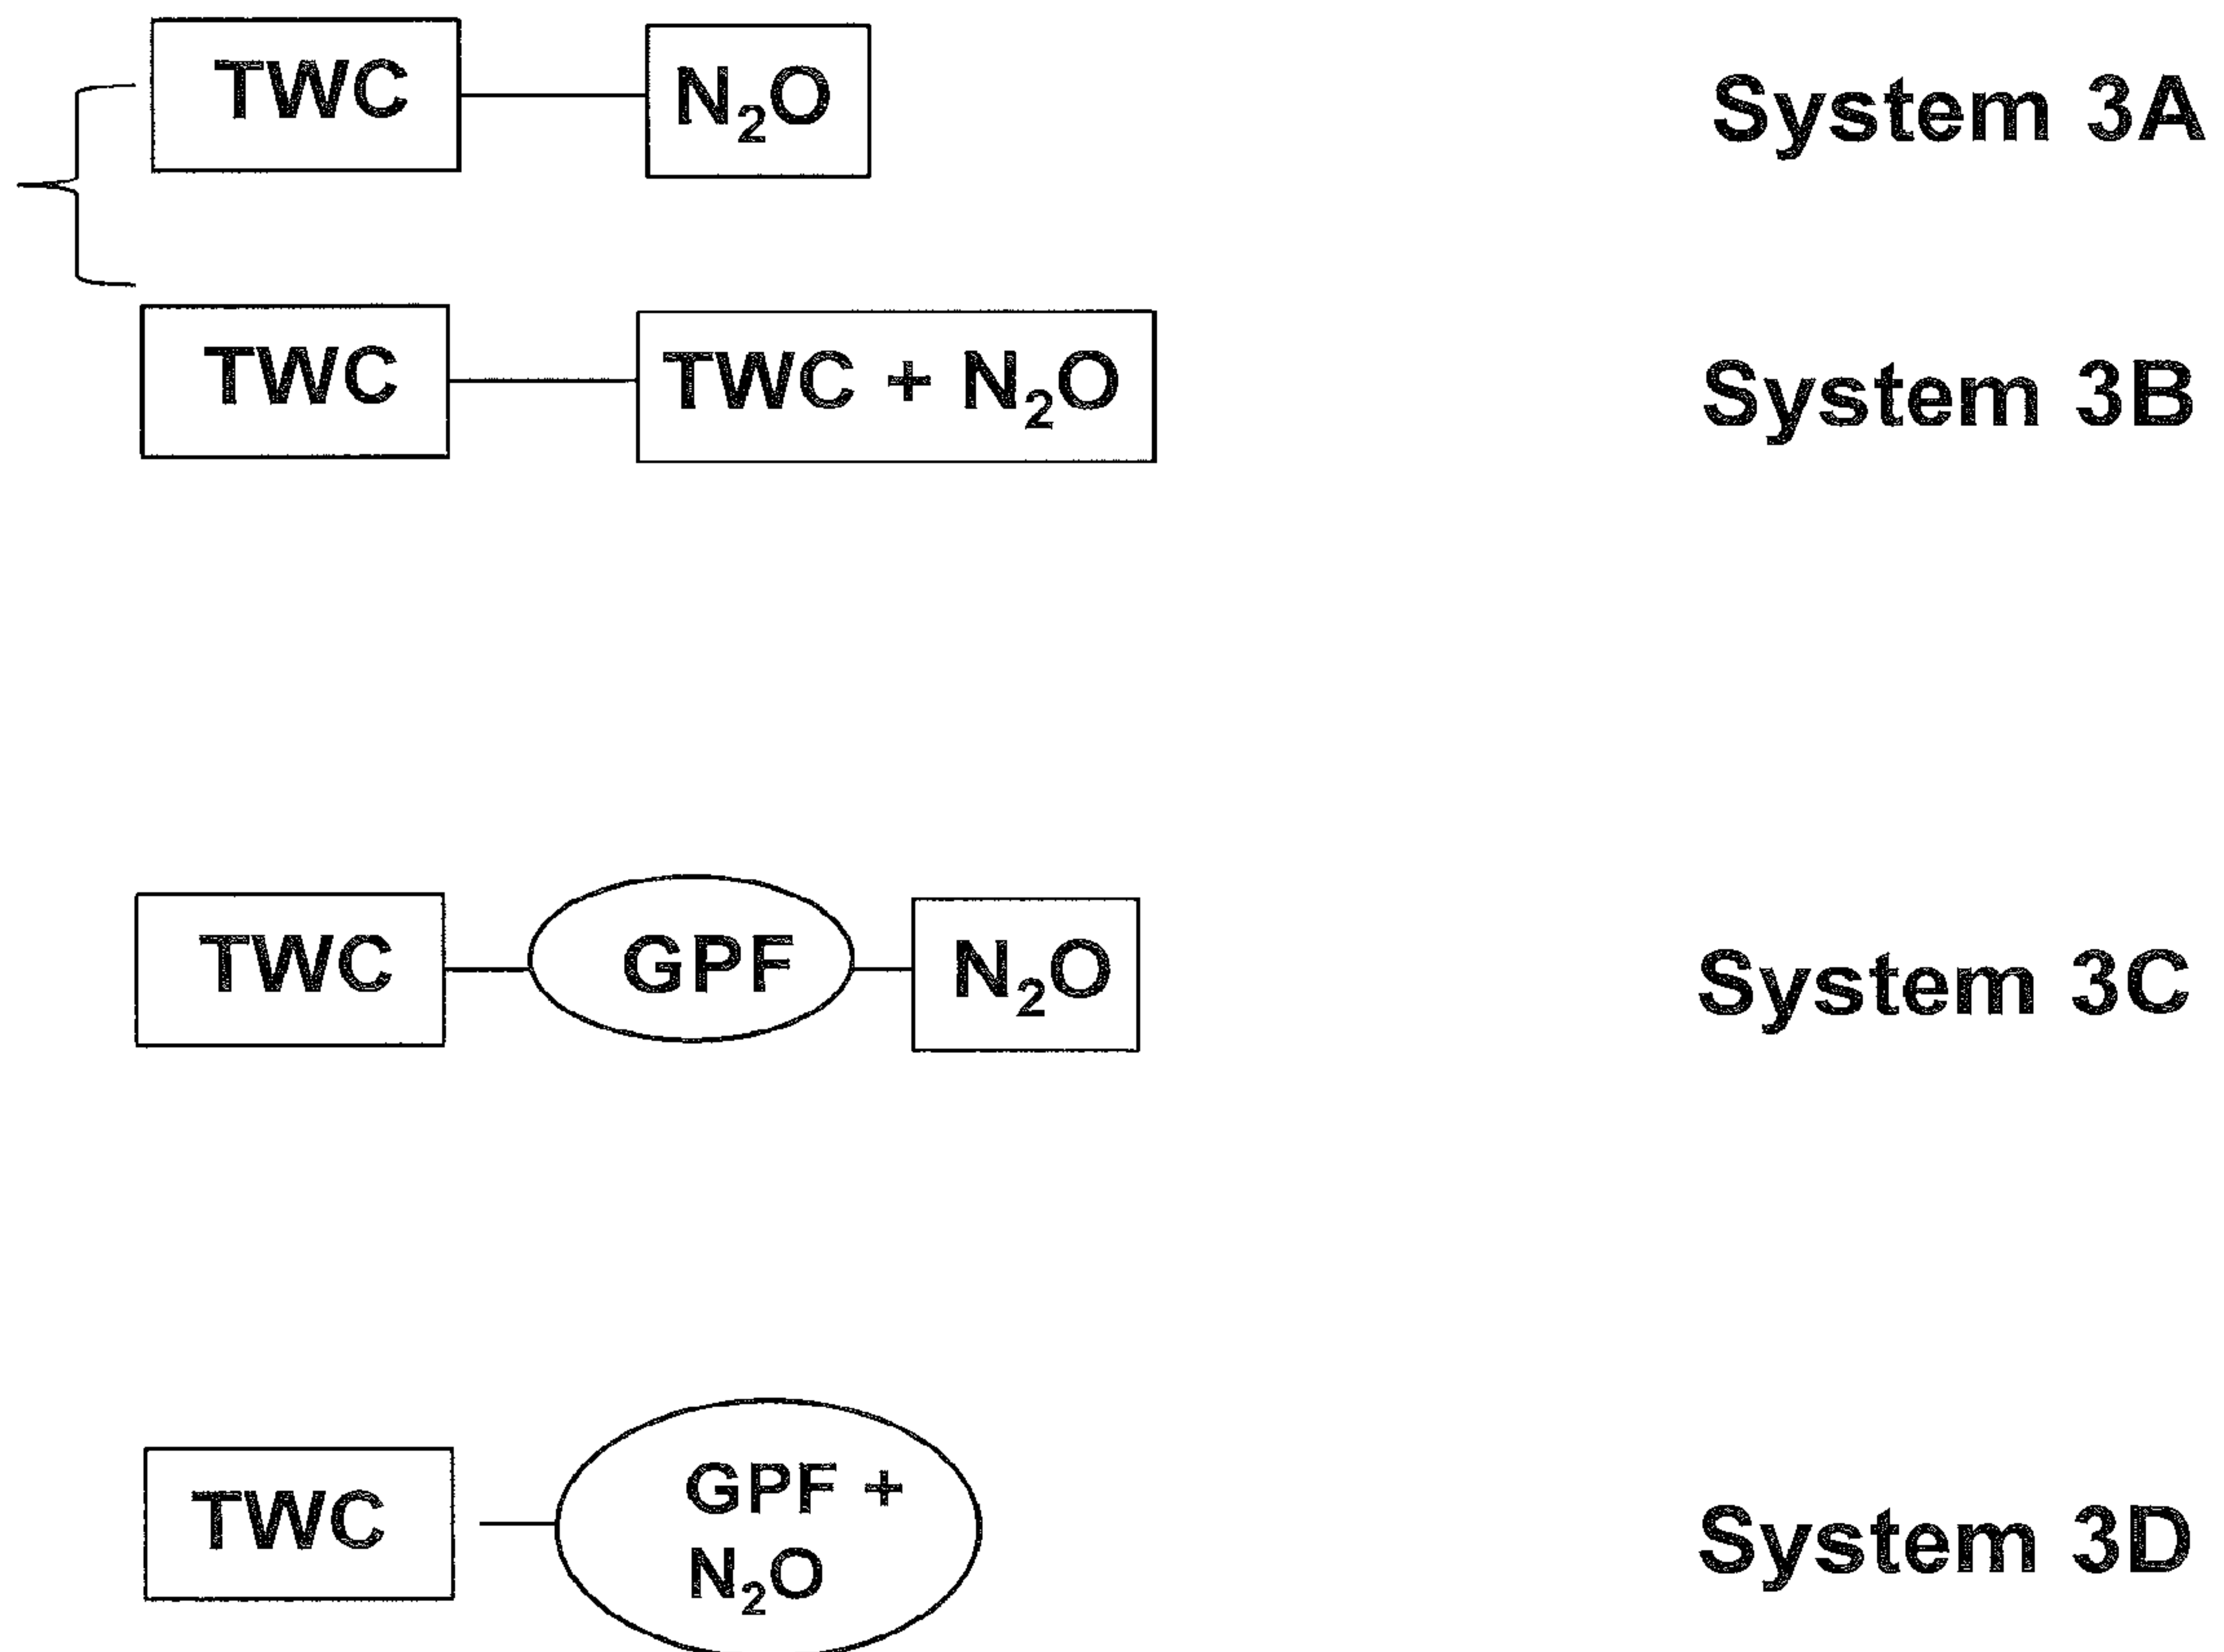 TWC N₂O System 3A
TWC TWC + N₂O System 3B
TWC GPF N₂O System 3C
TWC GPF +
N₂O System 3D